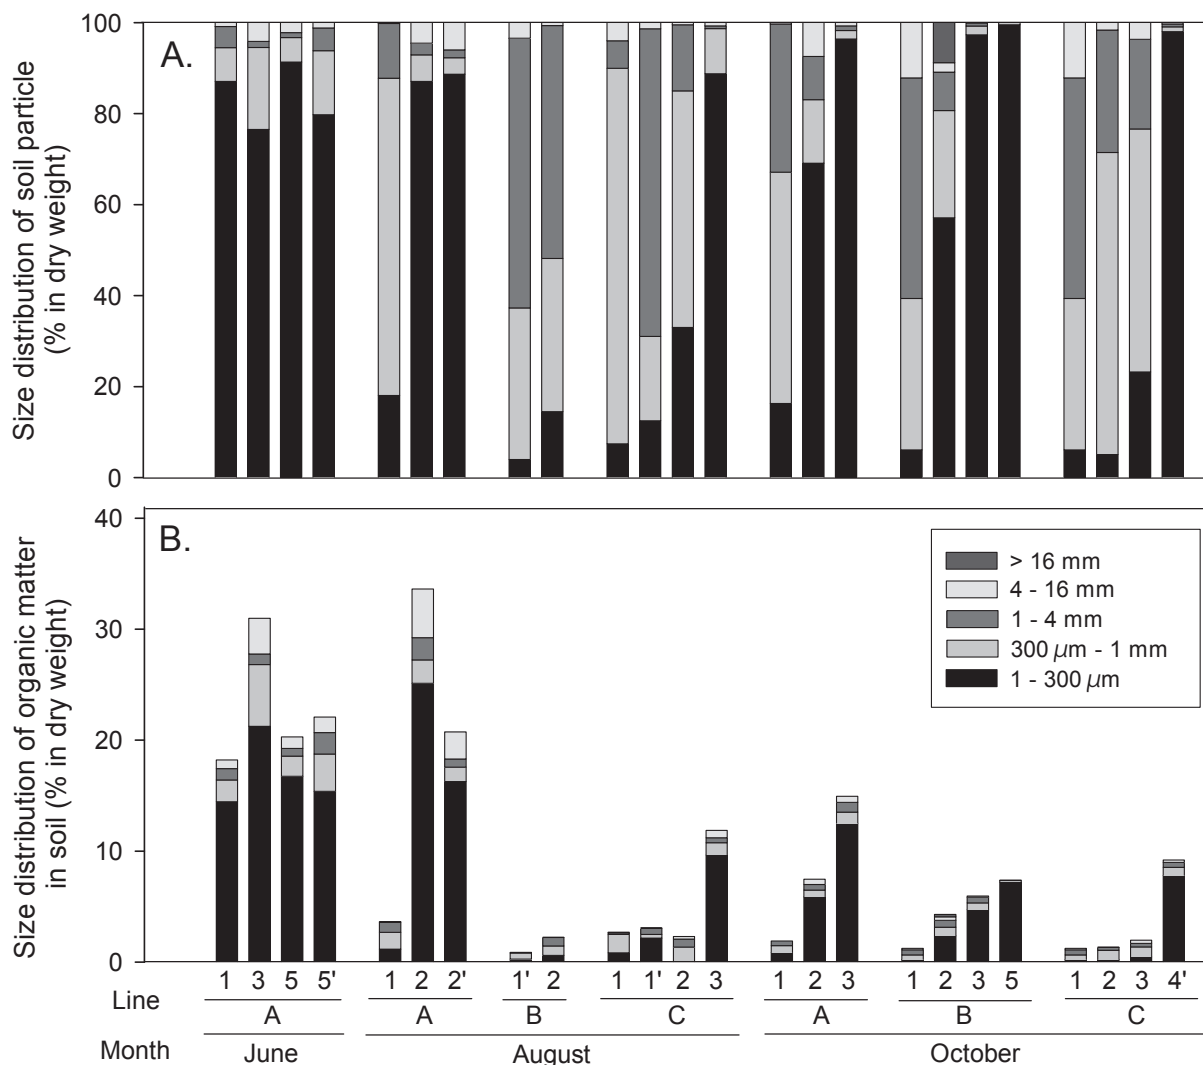 A.
Size distribution of soil particle
(% in dry weight)
100
80
60
40
20
0
B.
Size distribution of organic matter
in soil (% in dry weight)
40
30
20
10
0
> 16 mm
4 - 16 mm
1 - 4 mm
300 µm - 1 mm
1 - 300 µm
1 3 5 5' 1 2 2' 1' 2 1 1' 2 3 1 2 3 1 2 3 5 1 2 3 4'
Line A A B C A B C
Month June August October